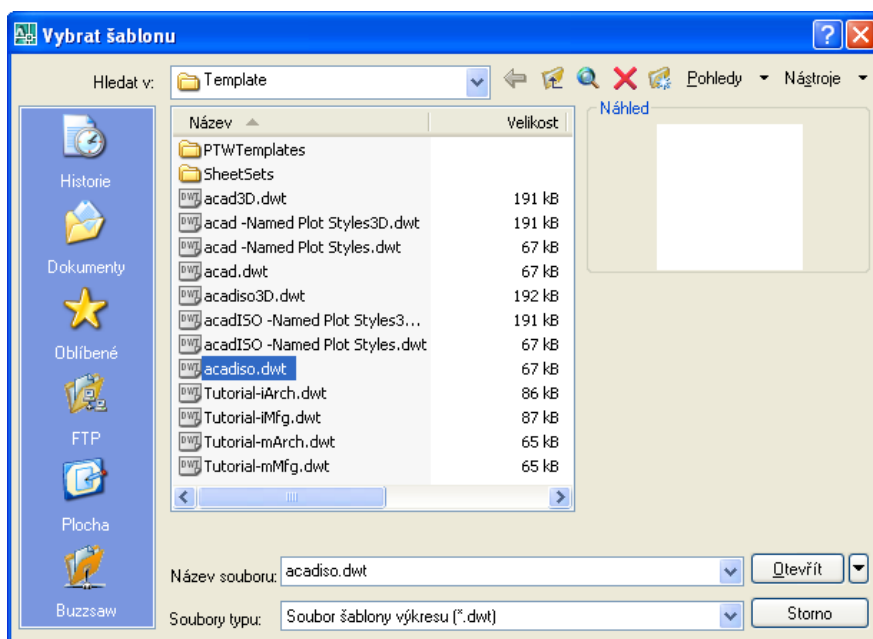 Vybrat šablonu
Hledat v: Template Pohledy Nástroje
Historie
Dokumenty
Oblíbené
FTP
Plocha
Buzzsaw
Název Velikost
PTWTemplates
SheetSets
acad3D.dwt 191 kB
acad -Named Plot Styles3D.dwt 191 kB
acad -Named Plot Styles.dwt 67 kB
acad.dwt 67 kB
acadiso3D.dwt 192 kB
acadISO -Named Plot Styles3... 191 kB
acadISO -Named Plot Styles.dwt 67 kB
acadiso.dwt 67 kB
Tutorial-iArch.dwt 86 kB
Tutorial-iMfg.dwt 87 kB
Tutorial-mArch.dwt 65 kB
Tutorial-mMfg.dwt 65 kB
Náhled
Název souboru: acadiso.dwt Otevřít
Soubory typu: Soubor šablony výkresu (*.dwt) Storno